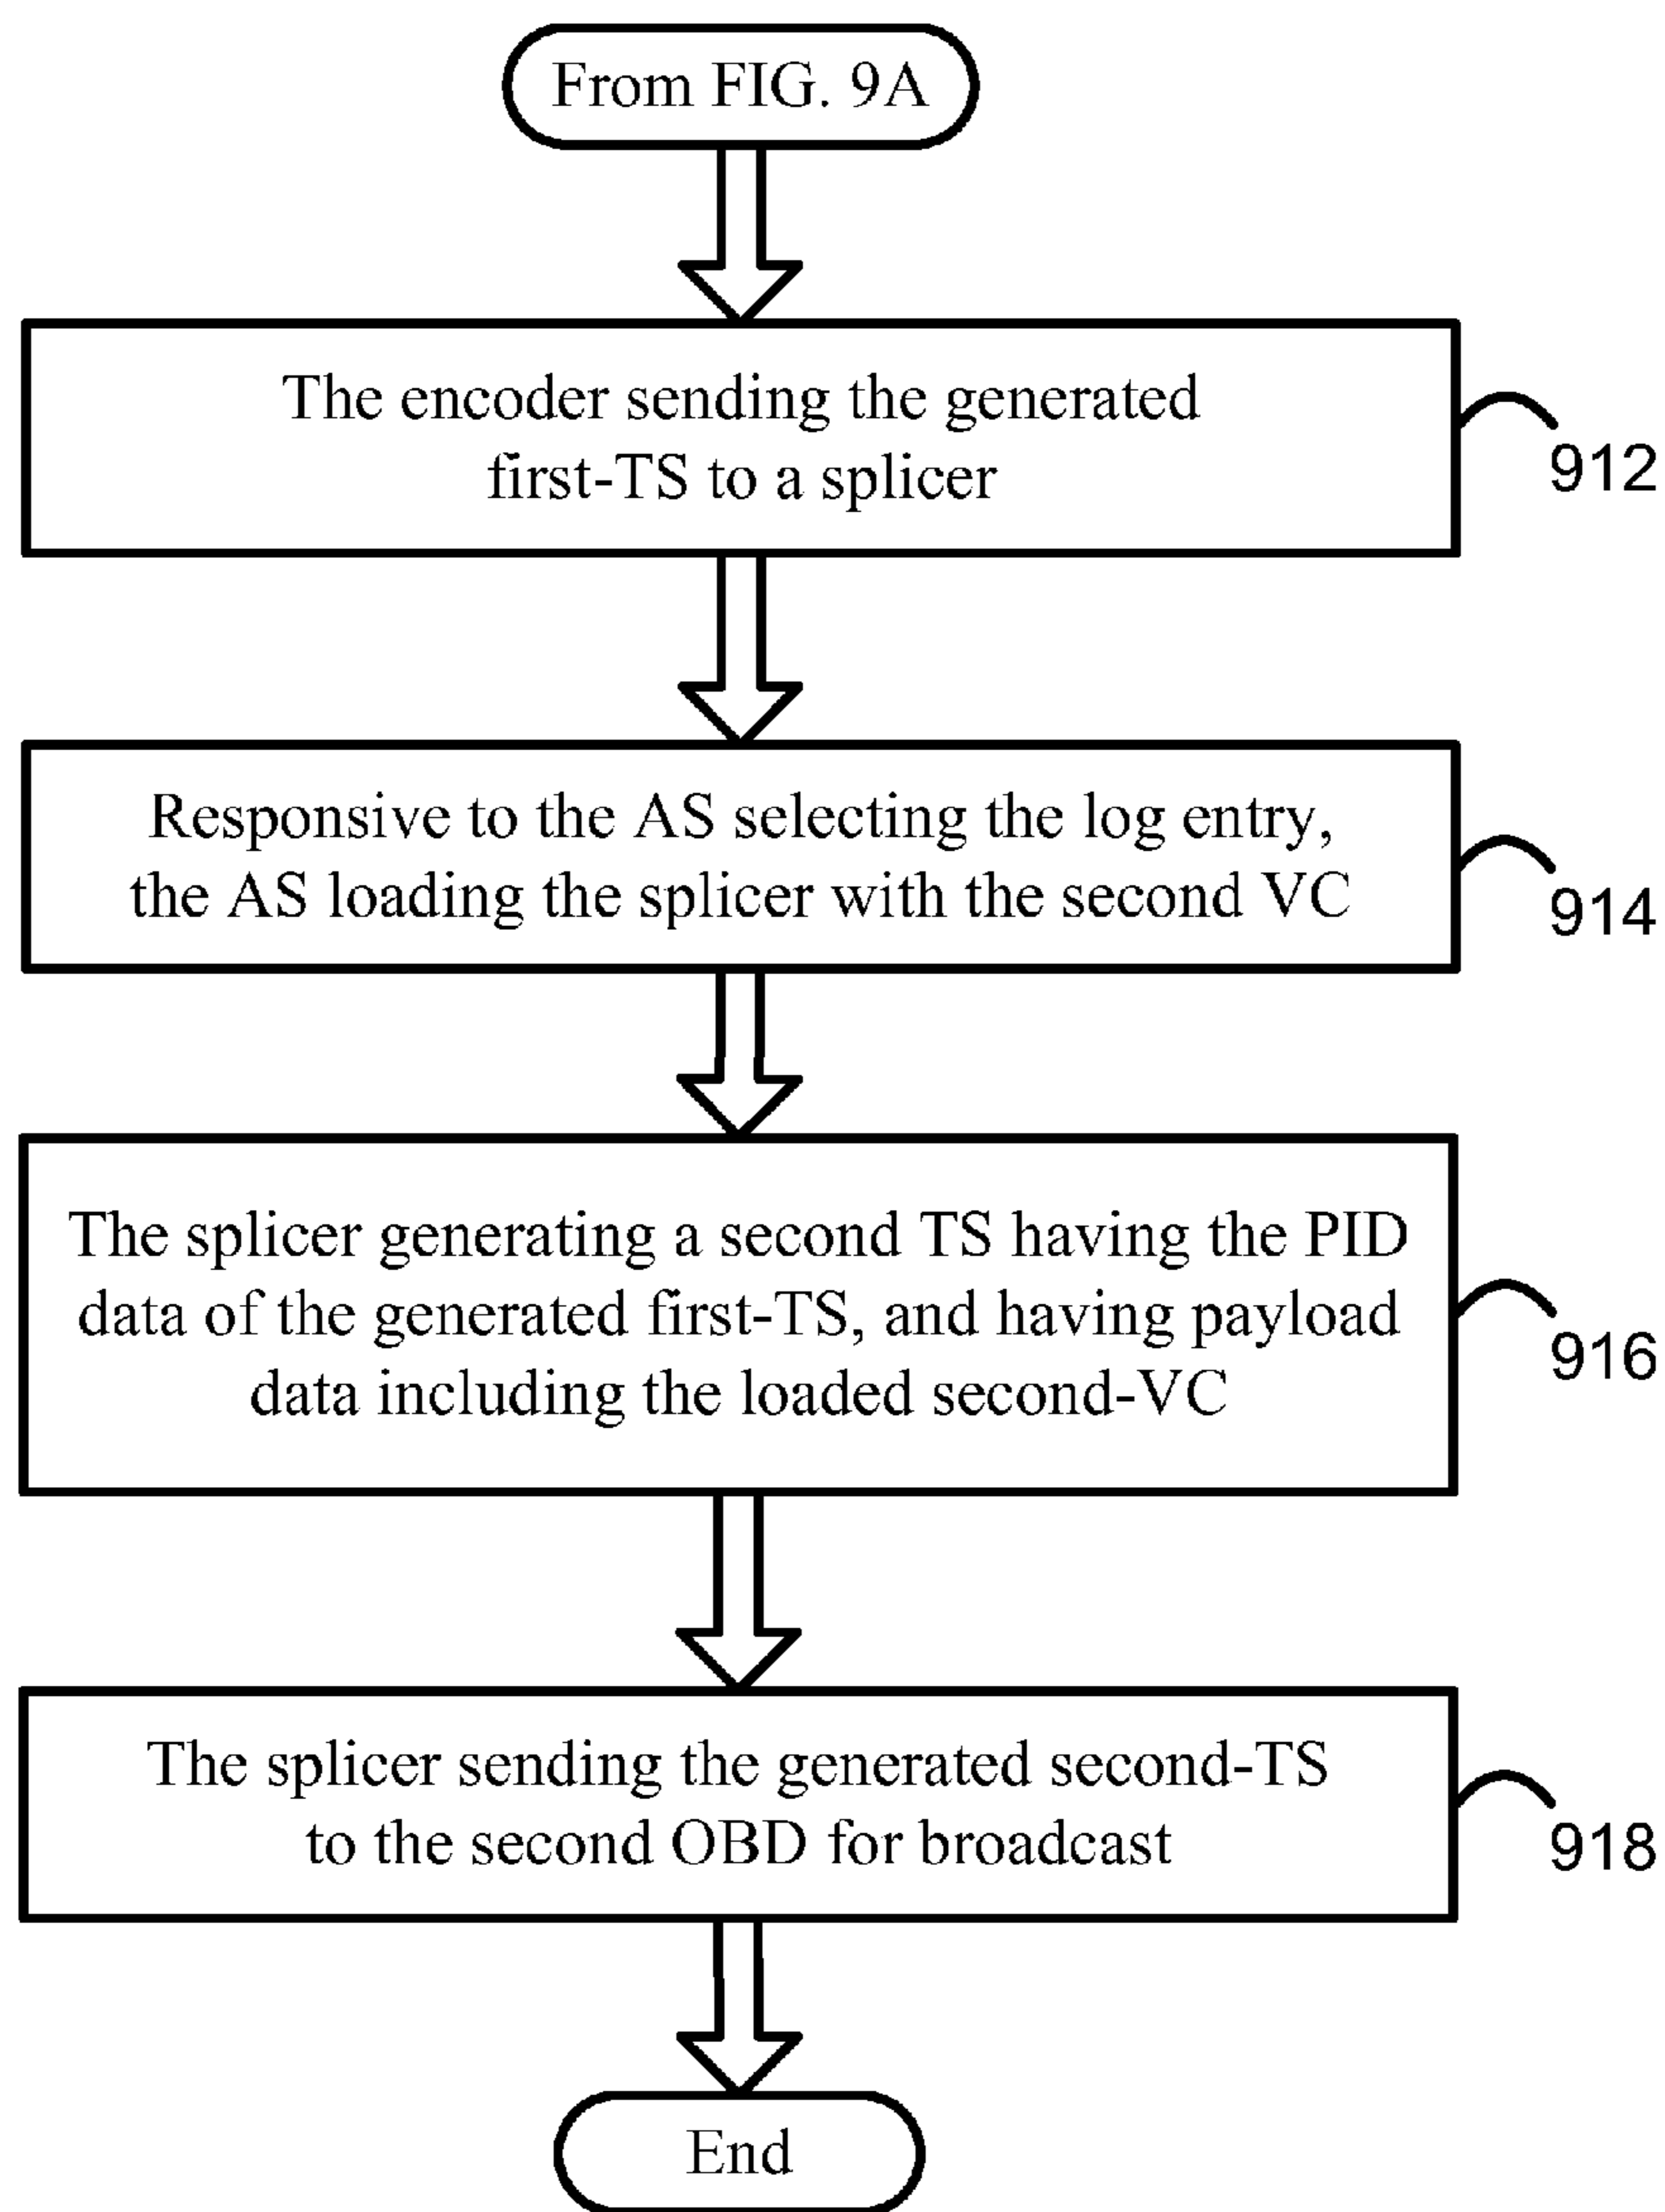 From FIG. 9A
The encoder sending the generated
first-TS to a splicer
912
Responsive to the AS selecting the log entry,
the AS loading the splicer with the second VC
914
The splicer generating a second TS having the PID
data of the generated first-TS, and having payload
data including the loaded second-VC
916
The splicer sending the generated second-TS
to the second OBD for broadcast
918
End